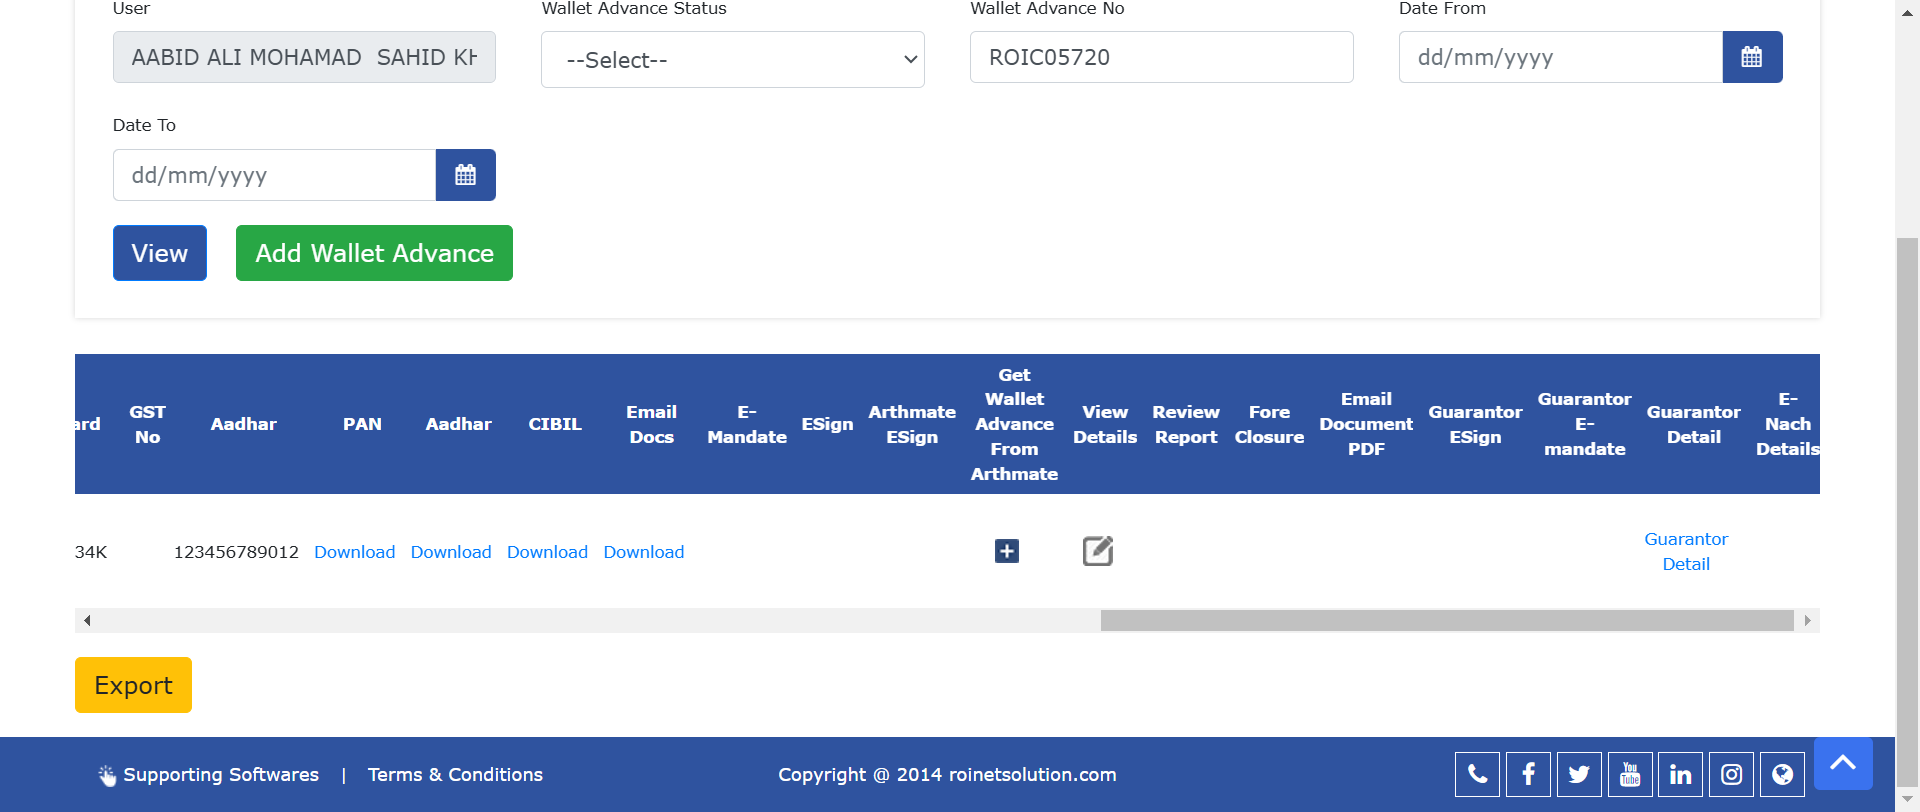 User
Wallet Advance Status
Wallet Advance No
Date From
AABID ALI MOHAMAD  SAHID KH
--Select--
ROIC05720
dd/mm/yyyy
Date To
dd/mm/yyyy
View
Add Wallet Advance
ard
GST No
Aadhar
PAN
Aadhar
CIBIL
Email Docs
E-Mandate
ESign
Arthmate ESign
Get Wallet Advance From Arthmate
View Details
Review Report
Fore Closure
Email Document PDF
Guarantor ESign
Guarantor E-mandate
Guarantor Detail
E-Nach Details
34K
123456789012
Download
Download
Download
Download
Guarantor Detail
Export
Supporting Softwares
|
Terms & Conditions
Copyright @ 2014 roinetsolution.com
You Tube
in